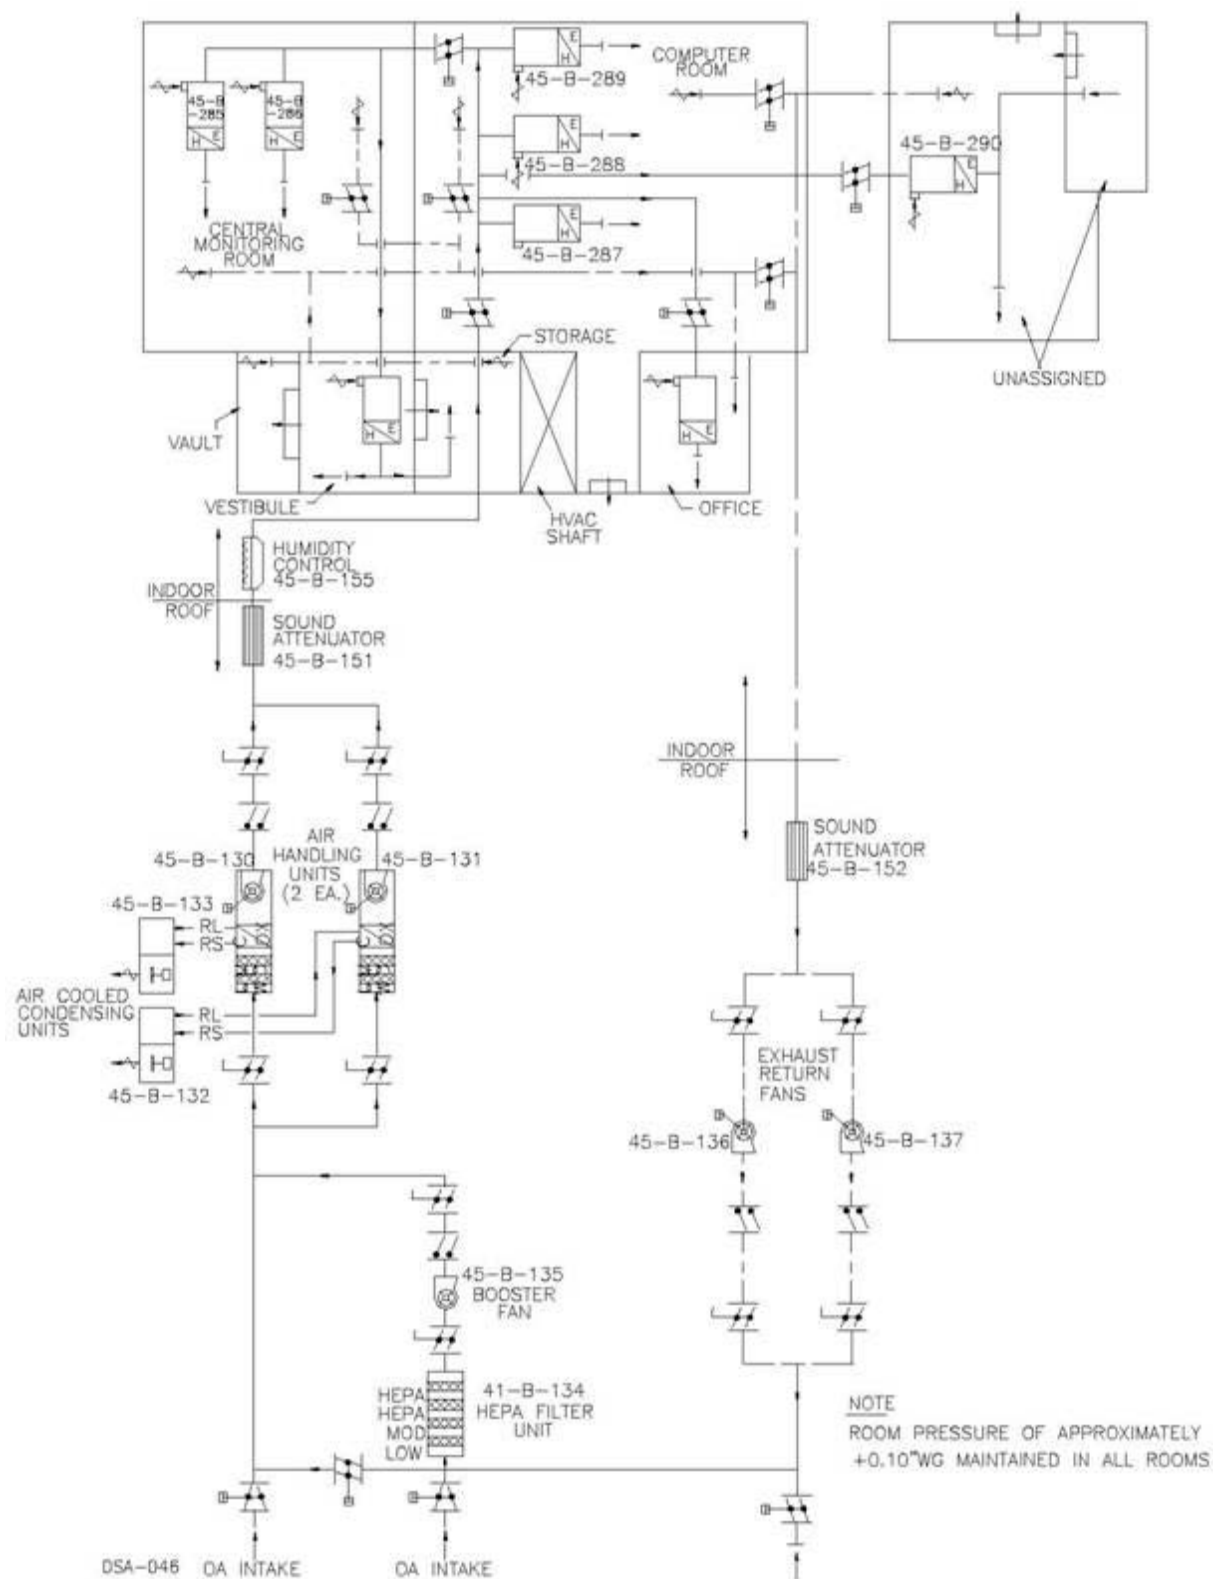 COMPUTER
ROOM
45-B-289
45-B
-285
45-B
-286
H E
H E
E H
E H
E H
E H
45-B-288
45-B-290
45-B-287
CENTRAL
MONITORING
ROOM
STORAGE
UNASSIGNED
VAULT
H E
H E
VESTIBULE
HVAC
SHAFT
OFFICE
HUMIDITY
CONTROL
45-B-155
INDOOR
ROOF
SOUND
ATTENUATOR
45-B-151
INDOOR
ROOF
SOUND
ATTENUATOR
45-B-152
45-B-130
AIR
HANDLING
UNITS
(2 EA.)
45-B-131
45-B-133
RL
RS
AIR COOLED
CONDENSING
UNITS
RL
RS
45-B-132
EXHAUST
RETURN
FANS
45-B-136
45-B-137
45-B-135
BOOSTER
FAN
HEPA
HEPA
MOD
LOW
41-B-134
HEPA FILTER
UNIT
NOTE
ROOM PRESSURE OF APPROXIMATELY
+0.10"WG MAINTAINED IN ALL ROOMS
DSA-046
OA INTAKE
OA INTAKE